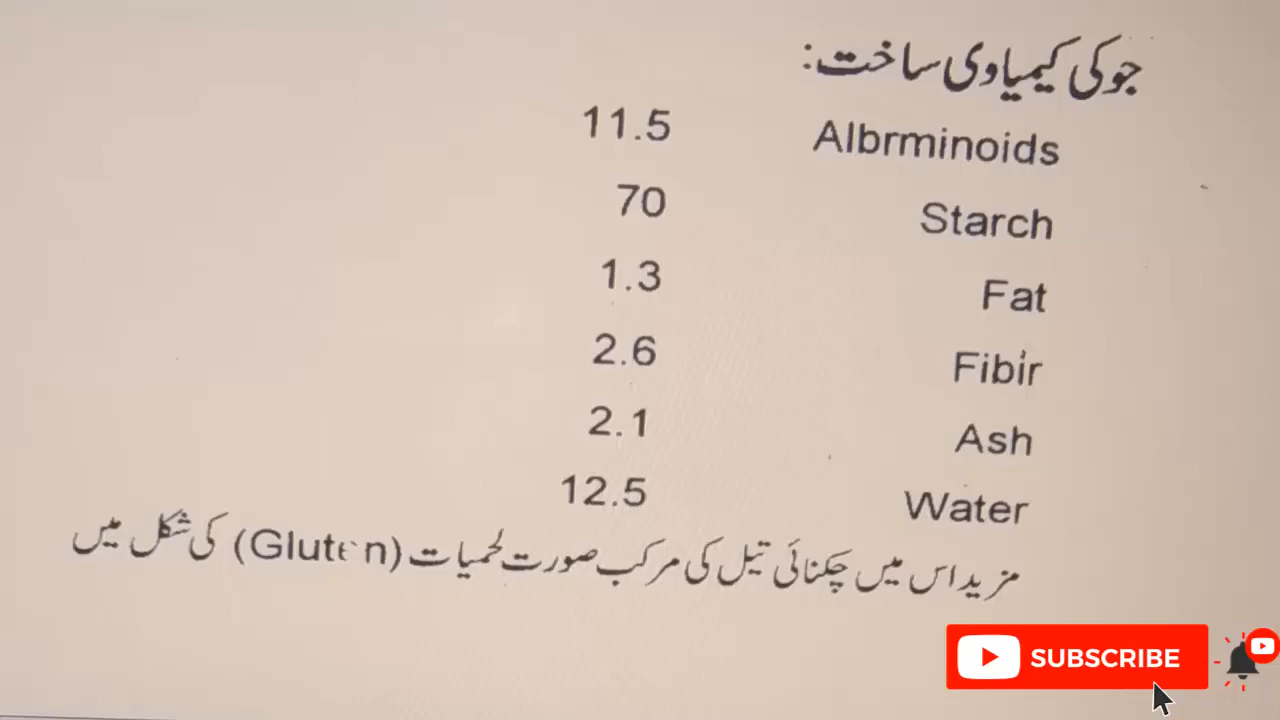 جو کی کیمیاوی ساخت:
Albrminoids 11.5
Starch 70
Fat 1.3
Fibir 2.6
Ash 2.1
Water 12.5
مزید اس میں چکنائی تیل کی مرکب صورت لحمیات (Gluten) کی شکل میں
SUBSCRIBE